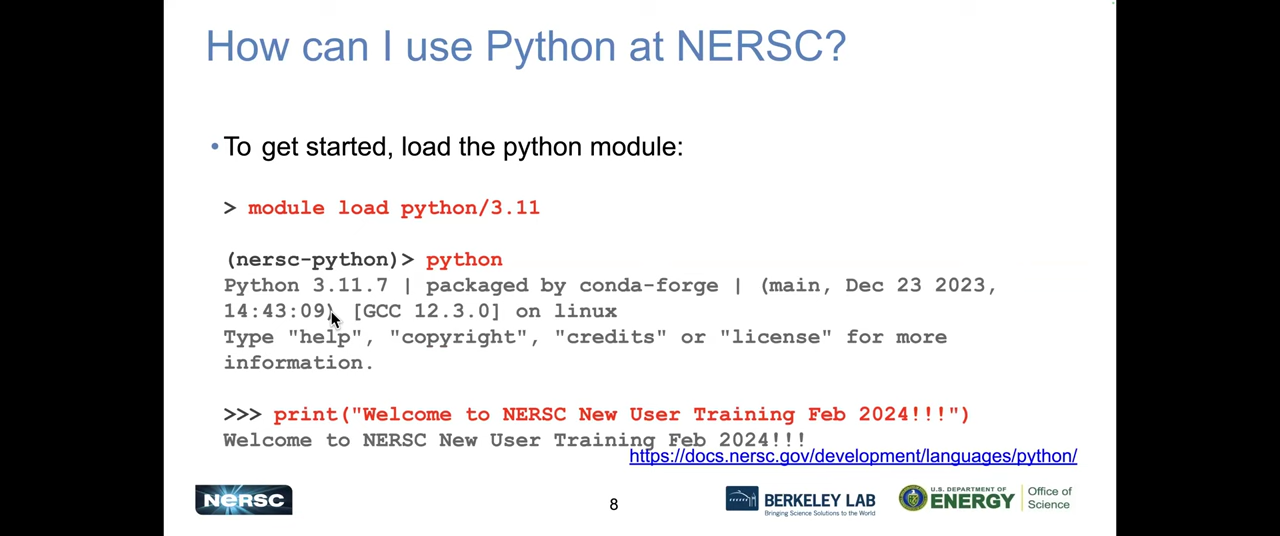 How can I use Python at NERSC?
• To get started, load the python module:
> module load python/3.11
(nersc-python)> python
Python 3.11.7 | packaged by conda-forge | (main, Dec 23 2023,
14:43:09) [GCC 12.3.0] on linux
Type "help", "copyright", "credits" or "license" for more
information.
>>> print("Welcome to NERSC New User Training Feb 2024!!!")
Welcome to NERSC New User Training Feb 2024!!!
https://docs.nersc.gov/development/languages/python/
NERSC
8
BERKELEY LAB
Bringing Science Solutions to the World
U.S. DEPARTMENT OF
ENERGY
Office of
Science